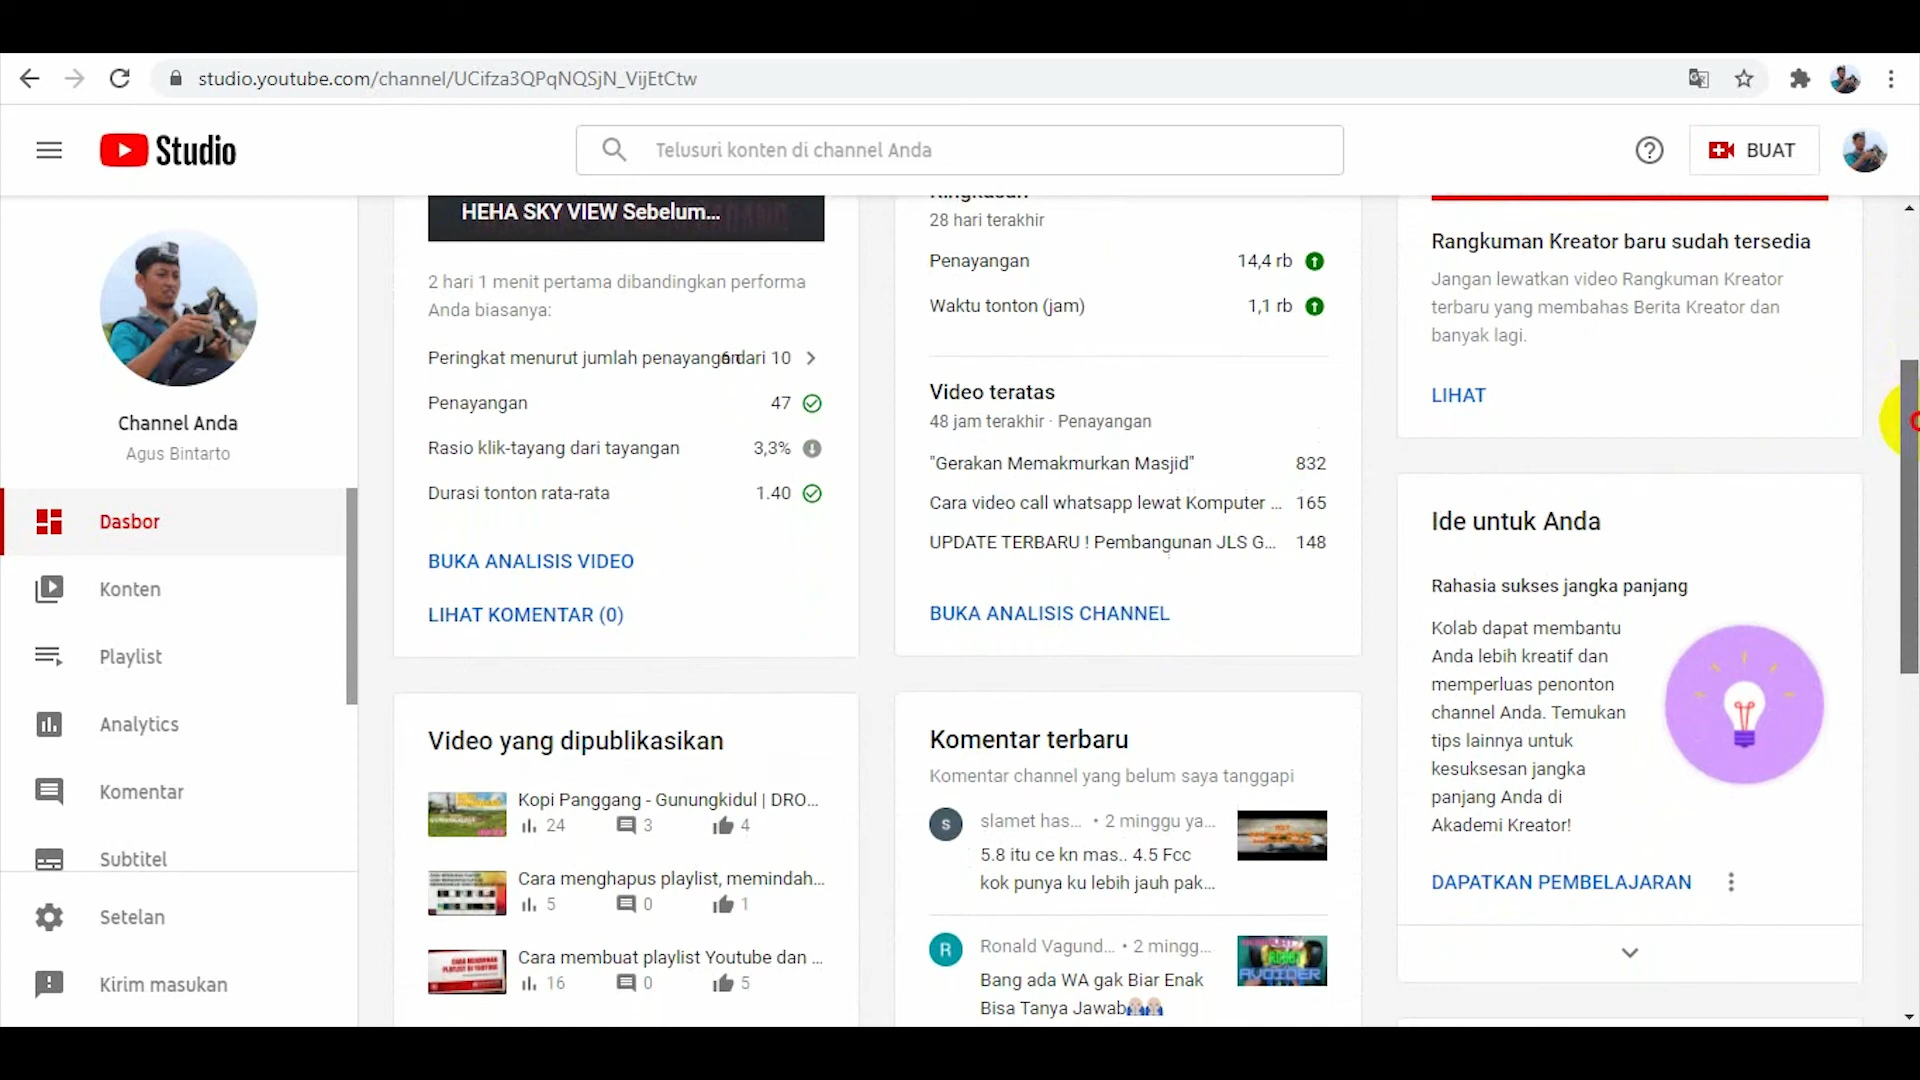 studio.youtube.com/channel/UCifza3QPqNQSjN_VijEtCtw
Studio
Telusuri konten di channel Anda
BUAT
Channel Anda
Agus Bintarto
Dasbor
Konten
Playlist
Analytics
Komentar
Subtitel
Setelan
Kirim masukan
HEHA SKY VIEW Sebelum...
2 hari 1 menit pertama dibandingkan performa
Anda biasanya:
Peringkat menurut jumlah penayangan 6 dari 10
Penayangan 47
Rasio klik-tayang dari tayangan 3,3%
Durasi tonton rata-rata 1.40
BUKA ANALISIS VIDEO
LIHAT KOMENTAR (0)
Video yang dipublikasikan
Kopi Panggang - Gunungkidul | DRO...
24 3 4
Cara menghapus playlist, memindah...
5 0 1
Cara membuat playlist Youtube dan ...
16 0 5
Ringkasan
28 hari terakhir
Penayangan 14,4 rb
Waktu tonton (jam) 1,1 rb
Video teratas
48 jam terakhir · Penayangan
"Gerakan Memakmurkan Masjid" 832
Cara video call whatsapp lewat Komputer ... 165
UPDATE TERBARU ! Pembangunan JLS G... 148
BUKA ANALISIS CHANNEL
Komentar terbaru
Komentar channel yang belum saya tanggapi
S
slamet has... • 2 minggu ya...
5.8 itu ce kn mas.. 4.5 Fcc
kok punya ku lebih jauh pak...
R
Ronald Vagund... • 2 mingg...
Bang ada WA gak Biar Enak
Bisa Tanya Jawab
AVOIDER
Rangkuman Kreator baru sudah tersedia
Jangan lewatkan video Rangkuman Kreator
terbaru yang membahas Berita Kreator dan
banyak lagi.
LIHAT
Ide untuk Anda
Rahasia sukses jangka panjang
Kolab dapat membantu
Anda lebih kreatif dan
memperluas penonton
channel Anda. Temukan
tips lainnya untuk
kesuksesan jangka
panjang Anda di
Akademi Kreator!
DAPATKAN PEMBELAJARAN